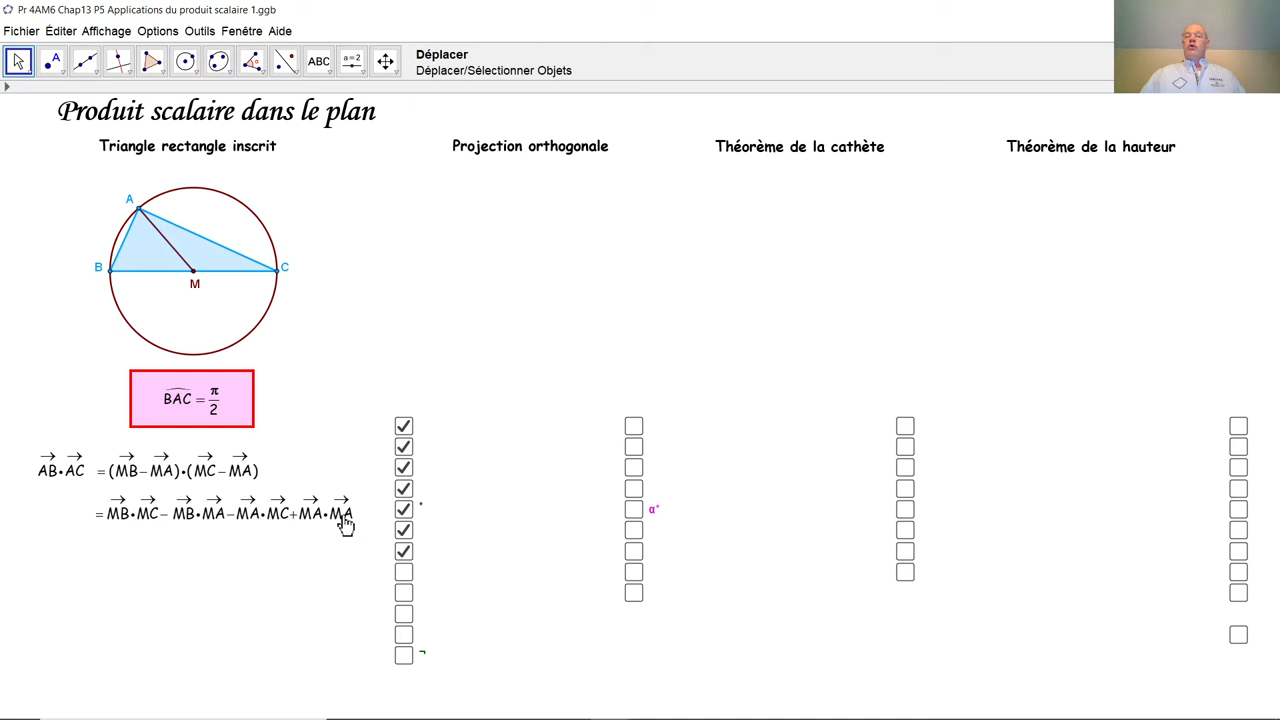 Pr 4AM6 Chap13 P5 Applications du produit scalaire 1.ggb
Fichier Éditer Affichage Options Outils Fenêtre Aide
A ABC a=2
Déplacer
Déplacer/Sélectionner Objets
Produit scalaire dans le plan
Triangle rectangle inscrit Projection orthogonale Théorème de la cathète Théorème de la hauteur
A
B C
M
BAC = π/2
AB•AC = (MB−MA)•(MC−MA)
= MB•MC− MB•MA−MA•MC+MA•MA
α*